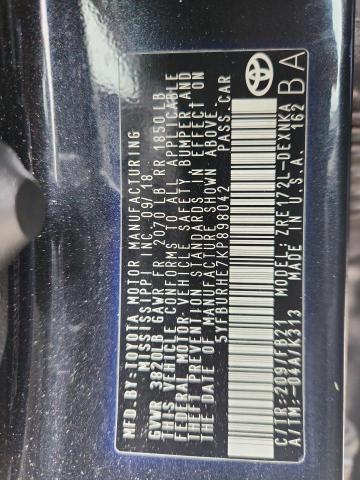 MFD. BY: TOYOTA MOTOR MANUFACTURING
MISSISSIPPI INC. 09/18
GVWR 3820LB GAWR FR 2070 LB RR 1850LB
THIS VEHICLE CONFORMS TO ALL APPLICABLE
FEDERAL MOTOR VEHICLE SAFETY BUMPER, AND
THEFT PREVENTION STANDARDS IN EFFECT ON
THE DATE OF MANUFACTURE SHOWN ABOVE.
5YFBURHE7KP898042 PASS. CAR
C/TR: 209/FB21 MODEL: ZRE172L-DEXNKA
A/TM: -04A/K313 MADE IN U.S.A. 162
BA